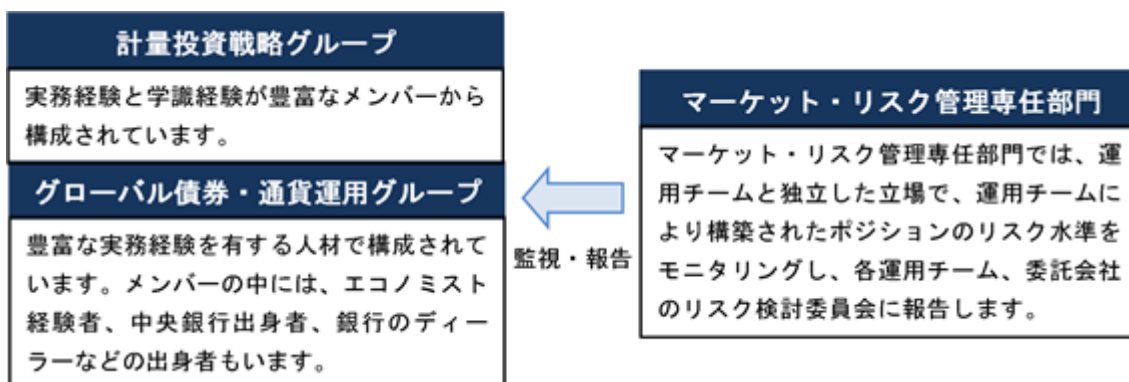 計量投資戦略グループ
実務経験と学識経験が豊富なメンバーから
構成されています。
グローバル債券・通貨運用グループ
豊富な実務経験を有する人材で構成されて
います。メンバーの中には、エコノミスト
経験者、中央銀行出身者、銀行のディー
ラーなどの出身者もいます。
監視・報告
マーケット・リスク管理専任部門
マーケット・リスク管理専任部門では、運
用チームと独立した立場で、運用チームに
より構築されたポジションのリスク水準を
モニタリングし、各運用チーム、委託会社
のリスク検討委員会に報告します。